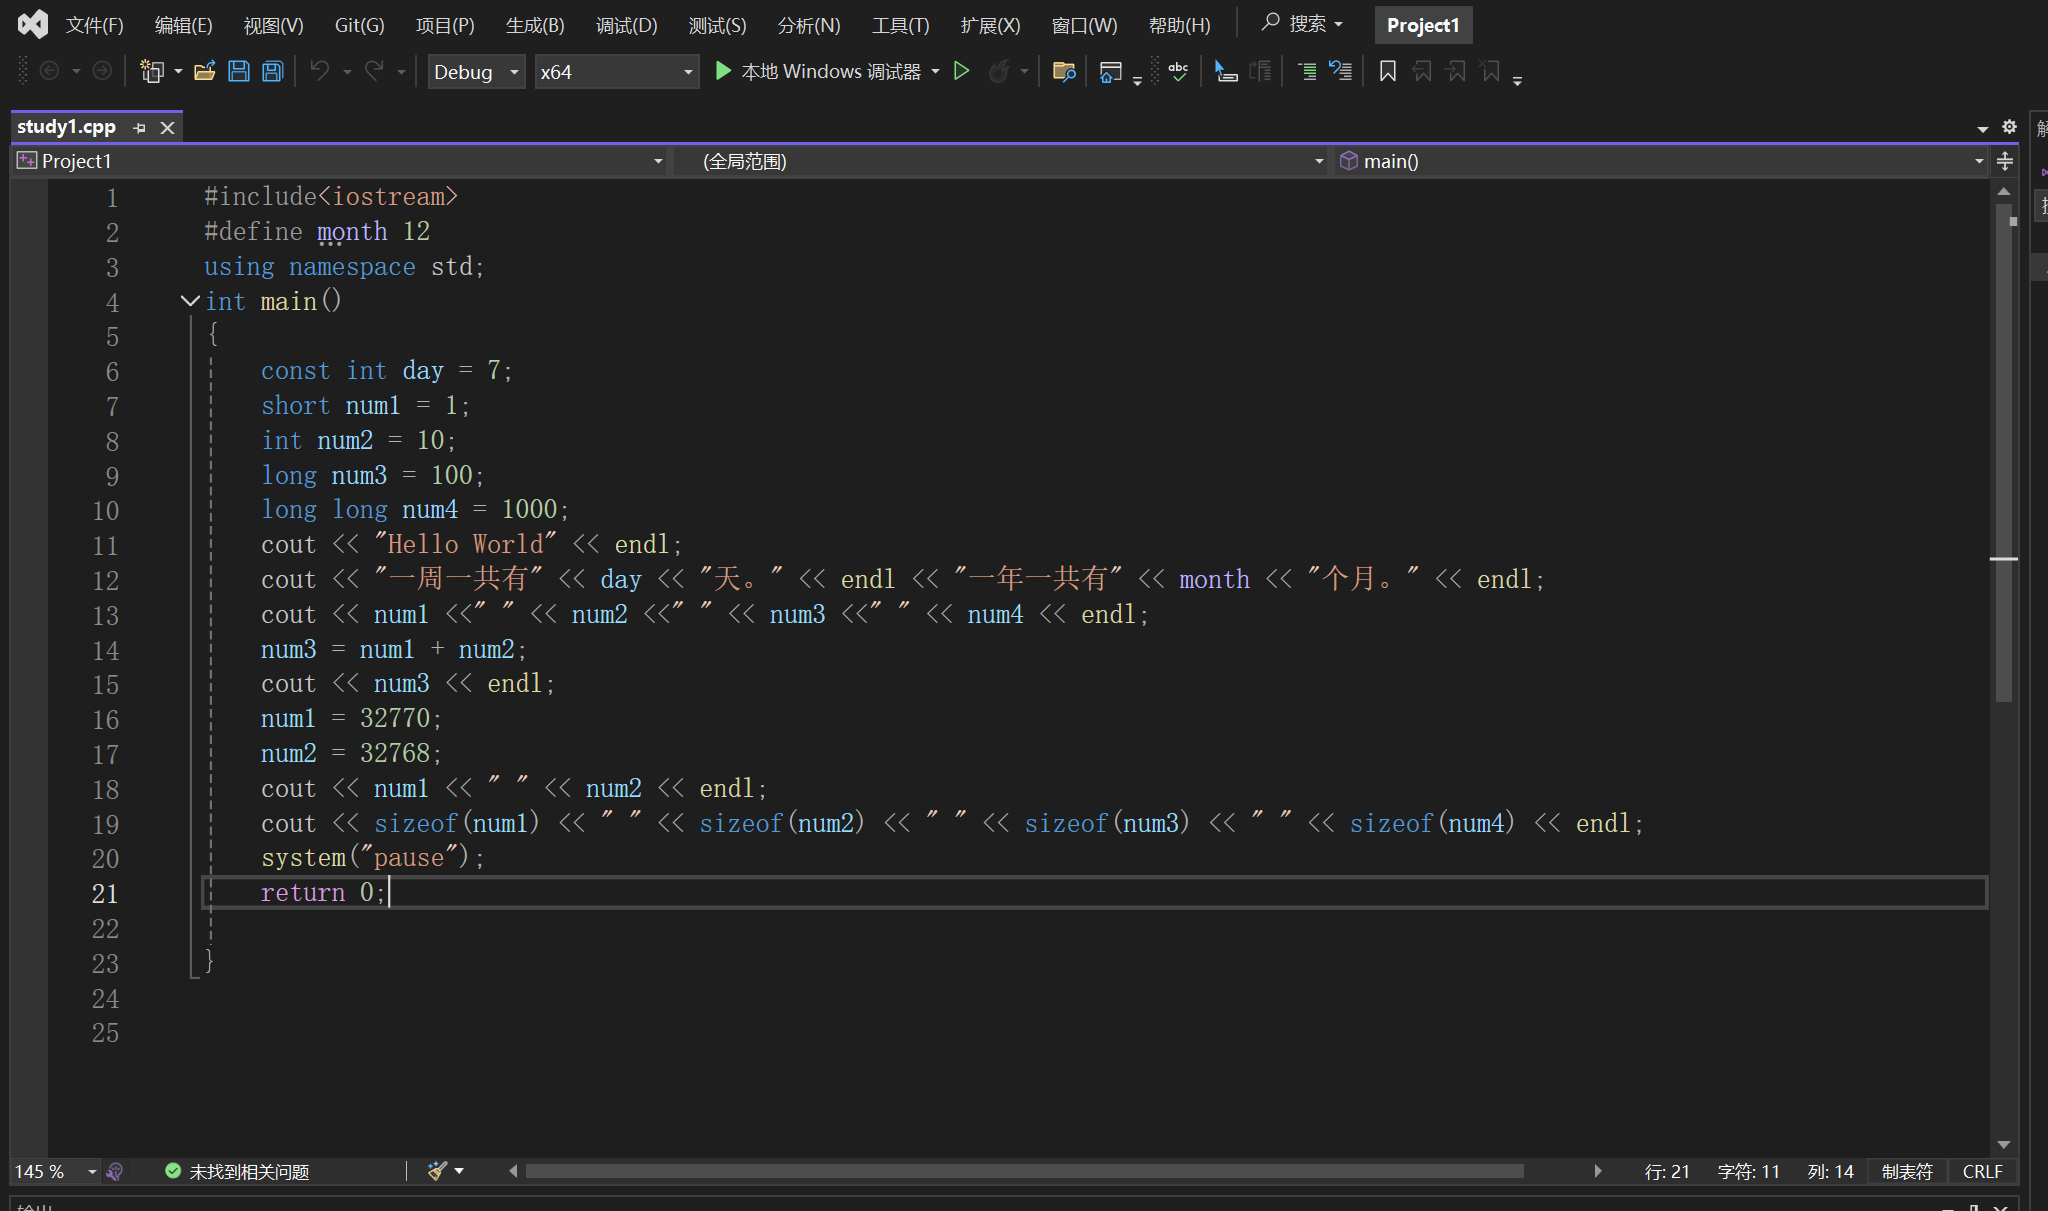 文件(F) 编辑(E) 视图(V) Git(G) 项目(P) 生成(B) 调试(D) 测试(S) 分析(N) 工具(T) 扩展(X) 窗口(W) 帮助(H) 搜索 Project1
Debug x64 本地 Windows 调试器 abc
study1.cpp
Project1 (全局范围) main()
1 #include<iostream>
2 #define month 12
3 using namespace std;
4 int main()
5 {
6 const int day = 7;
7 short num1 = 1;
8 int num2 = 10;
9 long num3 = 100;
10 long long num4 = 1000;
11 cout << "Hello World" << endl;
12 cout << "一周一共有" << day << "天。" << endl << "一年一共有" << month << "个月。" << endl;
13 cout << num1 <<" " << num2 <<" " << num3 <<" " << num4 << endl;
14 num3 = num1 + num2;
15 cout << num3 << endl;
16 num1 = 32770;
17 num2 = 32768;
18 cout << num1 << " " << num2 << endl;
19 cout << sizeof(num1) << " " << sizeof(num2) << " " << sizeof(num3) << " " << sizeof(num4) << endl;
20 system("pause");
21 return 0;
22
23 }
24
25
145 % 未找到相关问题 行: 21 字符: 11 列: 14 制表符 CRLF